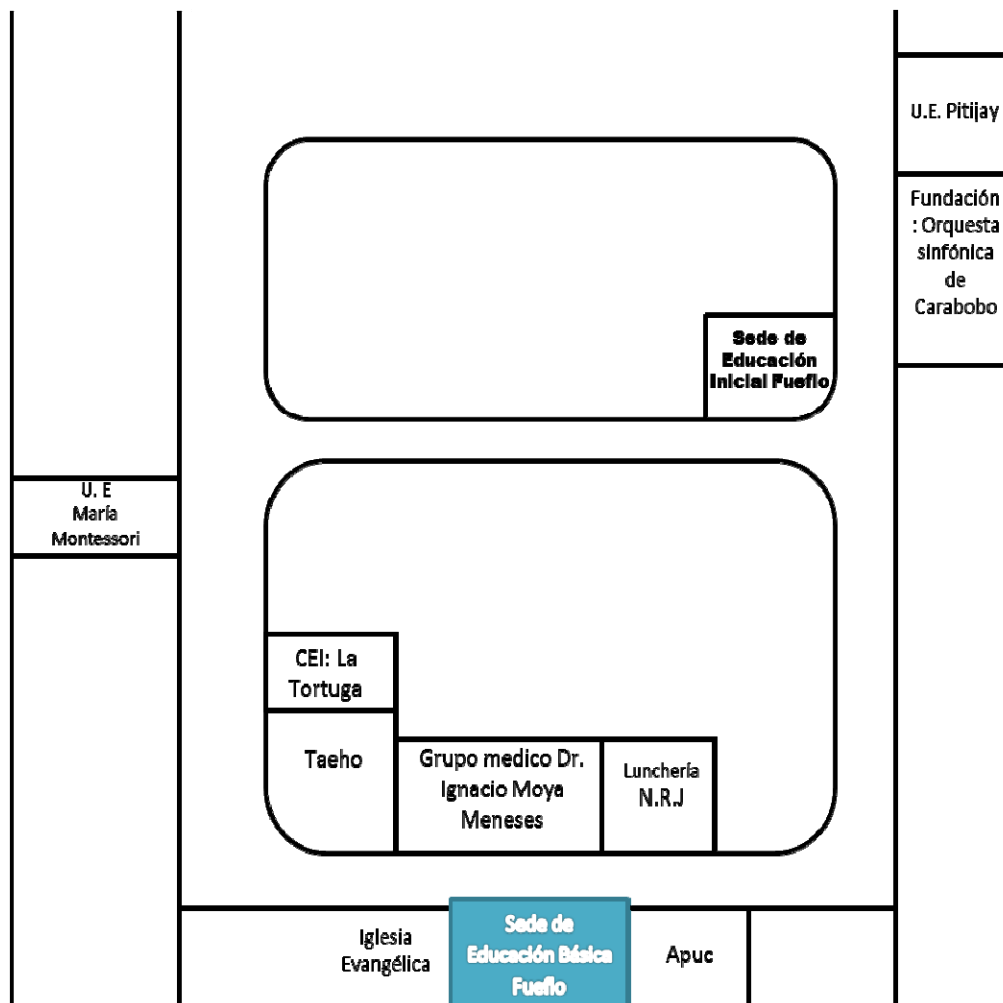 U.E. Pitijay
Fundación
: Orquesta
sinfónica
de
Carabobo
Sede de
Educación
Inicial Fueflo
U. E
María
Montessori
CEI: La
Tortuga
Taeho
Grupo medico Dr.
Ignacio Moya
Meneses
Lunchería
N.R.J
Iglesia
Evangélica
Sede de
Educación Básica
Fueflo
Apuc